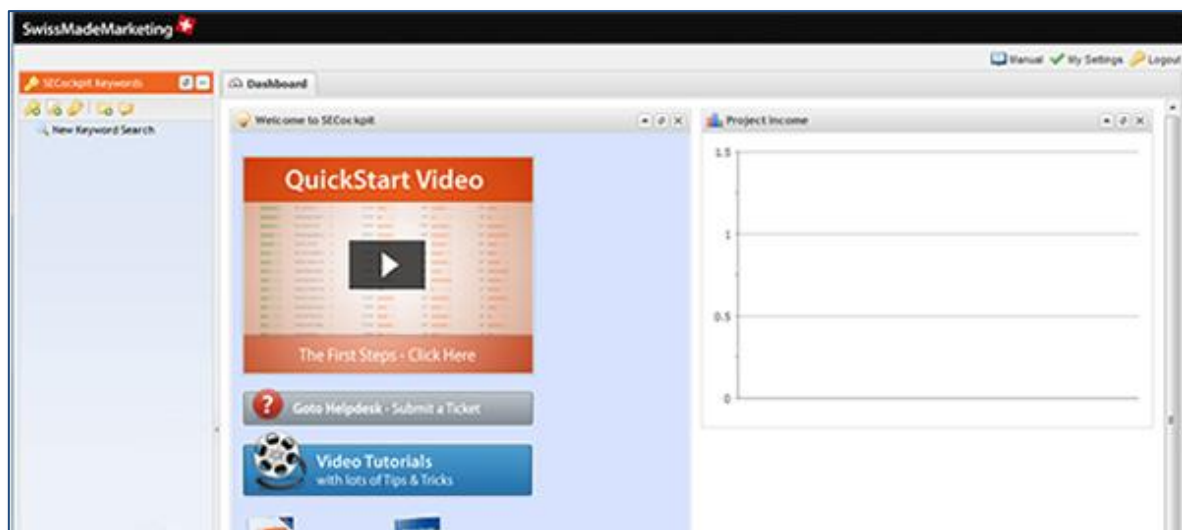 SwissMadeMarketing
Manual My Settings Logout
SECockpit Keywords
Dashboard
New Keyword Search
Welcome to SECockpit
Project Income
QuickStart Video
The First Steps - Click Here
Goto Helpdesk - Submit a Ticket
Video Tutorials
with lots of Tips & Tricks
1.5
1
0.5
0